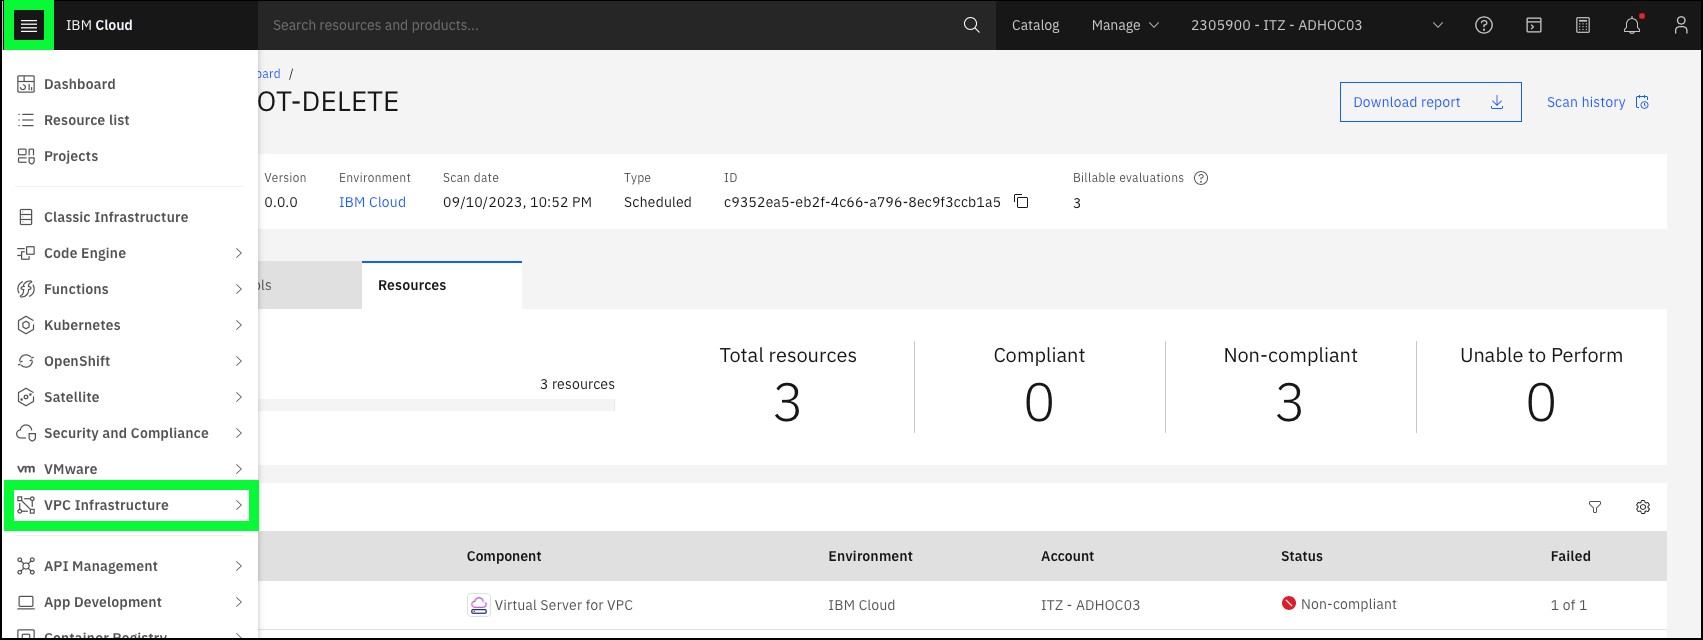 IBM Cloud
Search resources and products...
Catalog
Manage
2305900 - ITZ - ADHOC03
Dashboard
Resource list
Projects
Classic Infrastructure
Code Engine
Functions
Kubernetes
OpenShift
Satellite
Security and Compliance
vm VMware
VPC Infrastructure
API Management
App Development
Container Registry
oard /
OT-DELETE
Download report
Scan history
Version
0.0.0
Environment
IBM Cloud
Scan date
09/10/2023, 10:52 PM
Type
Scheduled
ID
c9352ea5-eb2f-4c66-a796-8ec9f3ccb1a5
Billable evaluations
3
ols
Resources
3 resources
Total resources
3
Compliant
0
Non-compliant
3
Unable to Perform
0
Component Environment Account Status Failed
Virtual Server for VPC IBM Cloud ITZ - ADHOC03 Non-compliant 1 of 1